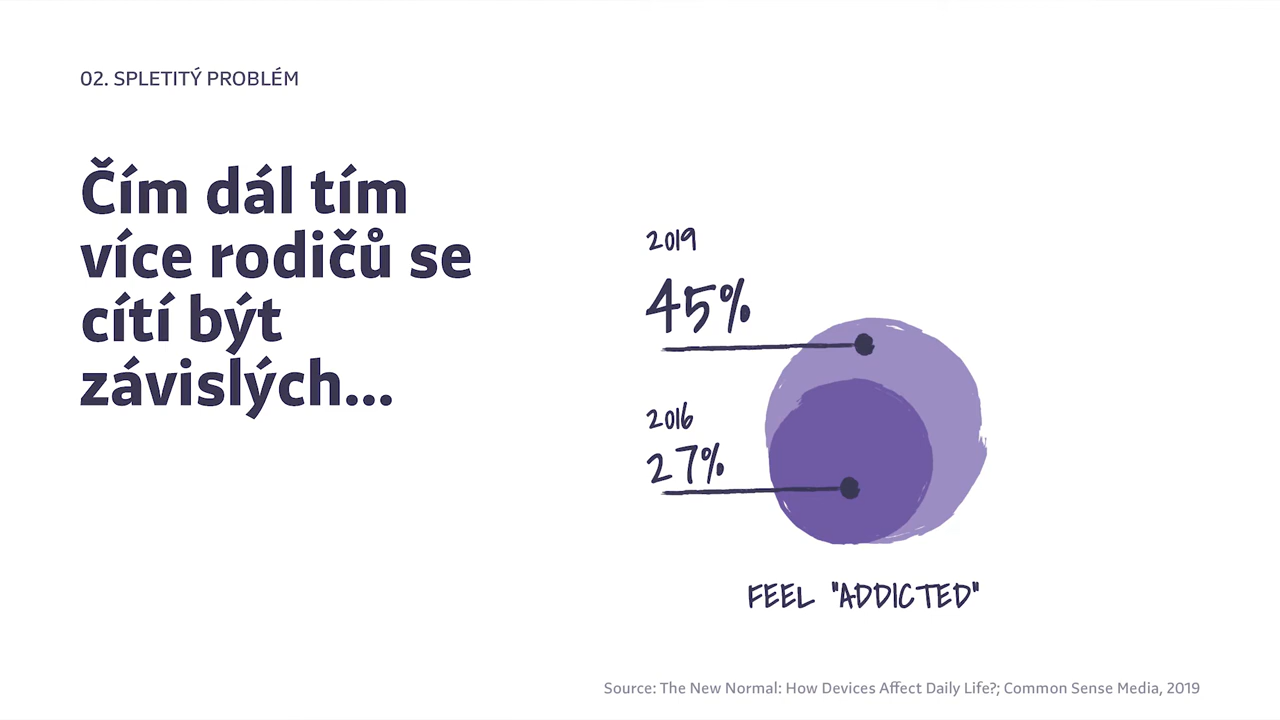 02. SPLETITÝ PROBLÉM
Čím dál tím
více rodičů se
cítí být
závislých...
2019
45%
2016
27%
FEEL "ADDICTED"
Source: The New Normal: How Devices Affect Daily Life?; Common Sense Media, 2019